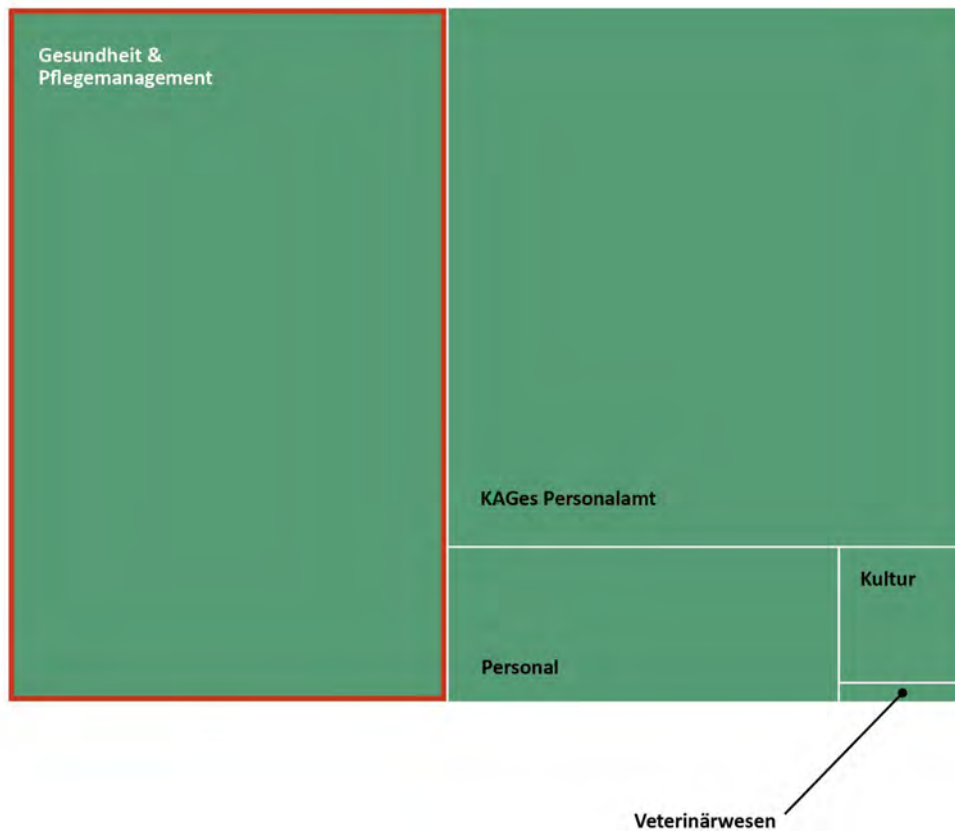 Gesundheit &
Pflegemanagement
KAGes Personalamt
Kultur
Personal
Veterinärwesen